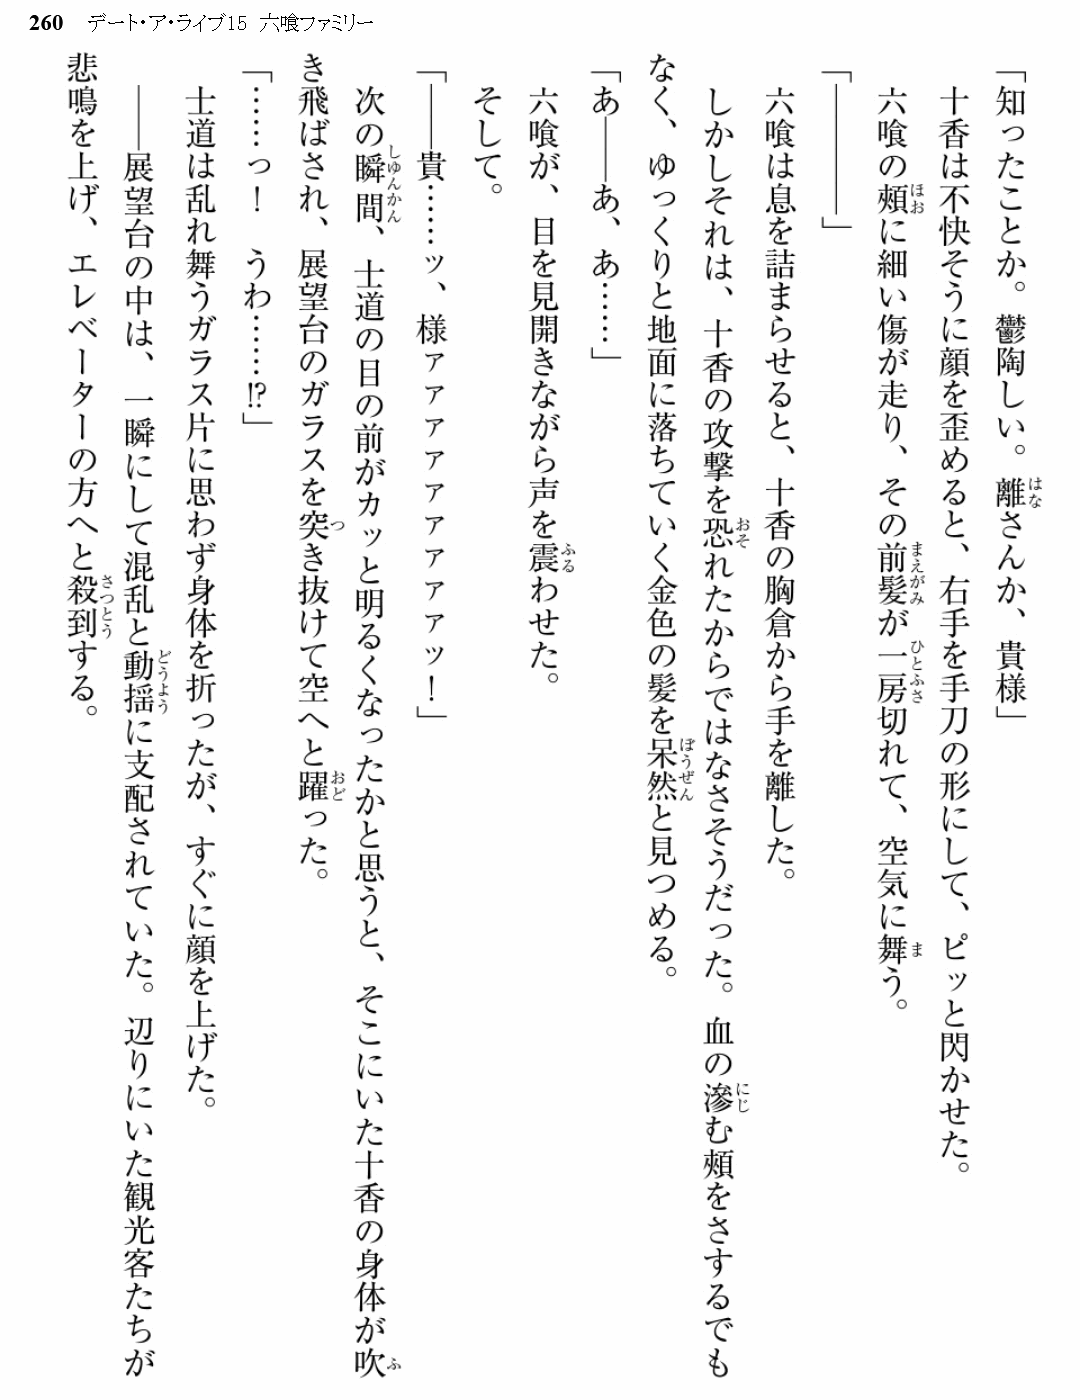 260 デート・ア・ライブ15 六喰ファミリー
「知ったことか。鬱陶しい。離さんか、貴様」
十香は不快そうに顔を歪めると、右手を手刀の形にして、ピッと閃かせた。
六喰の頰に細い傷が走り、その前髪が一房切れて、空気に舞う。
「――――」
六喰は息を詰まらせると、十香の胸倉から手を離した。
しかしそれは、十香の攻撃を恐れたからではなさそうだった。血の滲む頰をさするでも
なく、ゆっくりと地面に落ちていく金色の髪を呆然と見つめる。
「あ――あ、あ……」
六喰が、目を見開きながら声を震わせた。
そして。
「――貴……ッ、様ァァァァァァァァァッ！」
次の瞬間、士道の目の前がカッと明るくなったかと思うと、そこにいた十香の身体が吹
き飛ばされ、展望台のガラスを突き抜けて空へと躍った。
「……っ！　うわ……⁉」
士道は乱れ舞うガラス片に思わず身体を折ったが、すぐに顔を上げた。
――展望台の中は、一瞬にして混乱と動揺に支配されていた。辺りにいた観光客たちが
悲鳴を上げ、エレベーターの方へと殺到する。